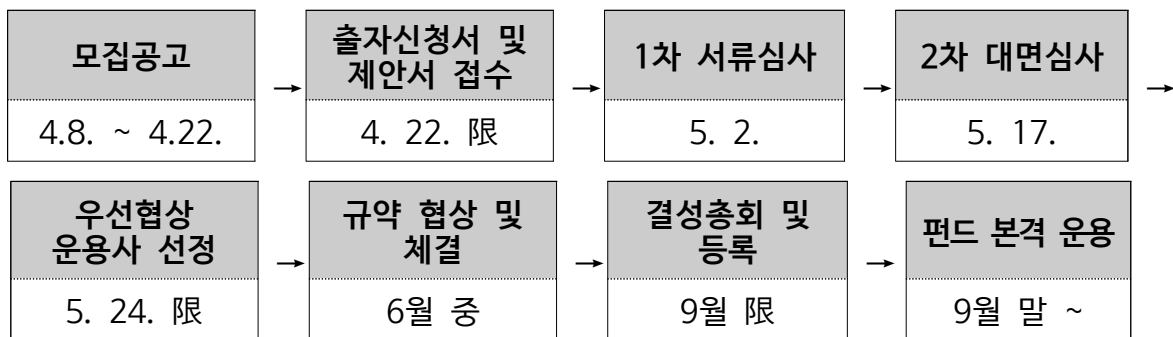 모집공고
4.8. ~ 4.22.
→
출자신청서 및
제안서 접수
4. 22. 限
→
1차 서류심사
5. 2.
→
2차 대면심사
5. 17.
→
우선협상
운용사 선정
5. 24. 限
→
규약 협상 및
체결
6월 중
→
결성총회 및
등록
9월 限
→
펀드 본격 운용
9월 말 ~